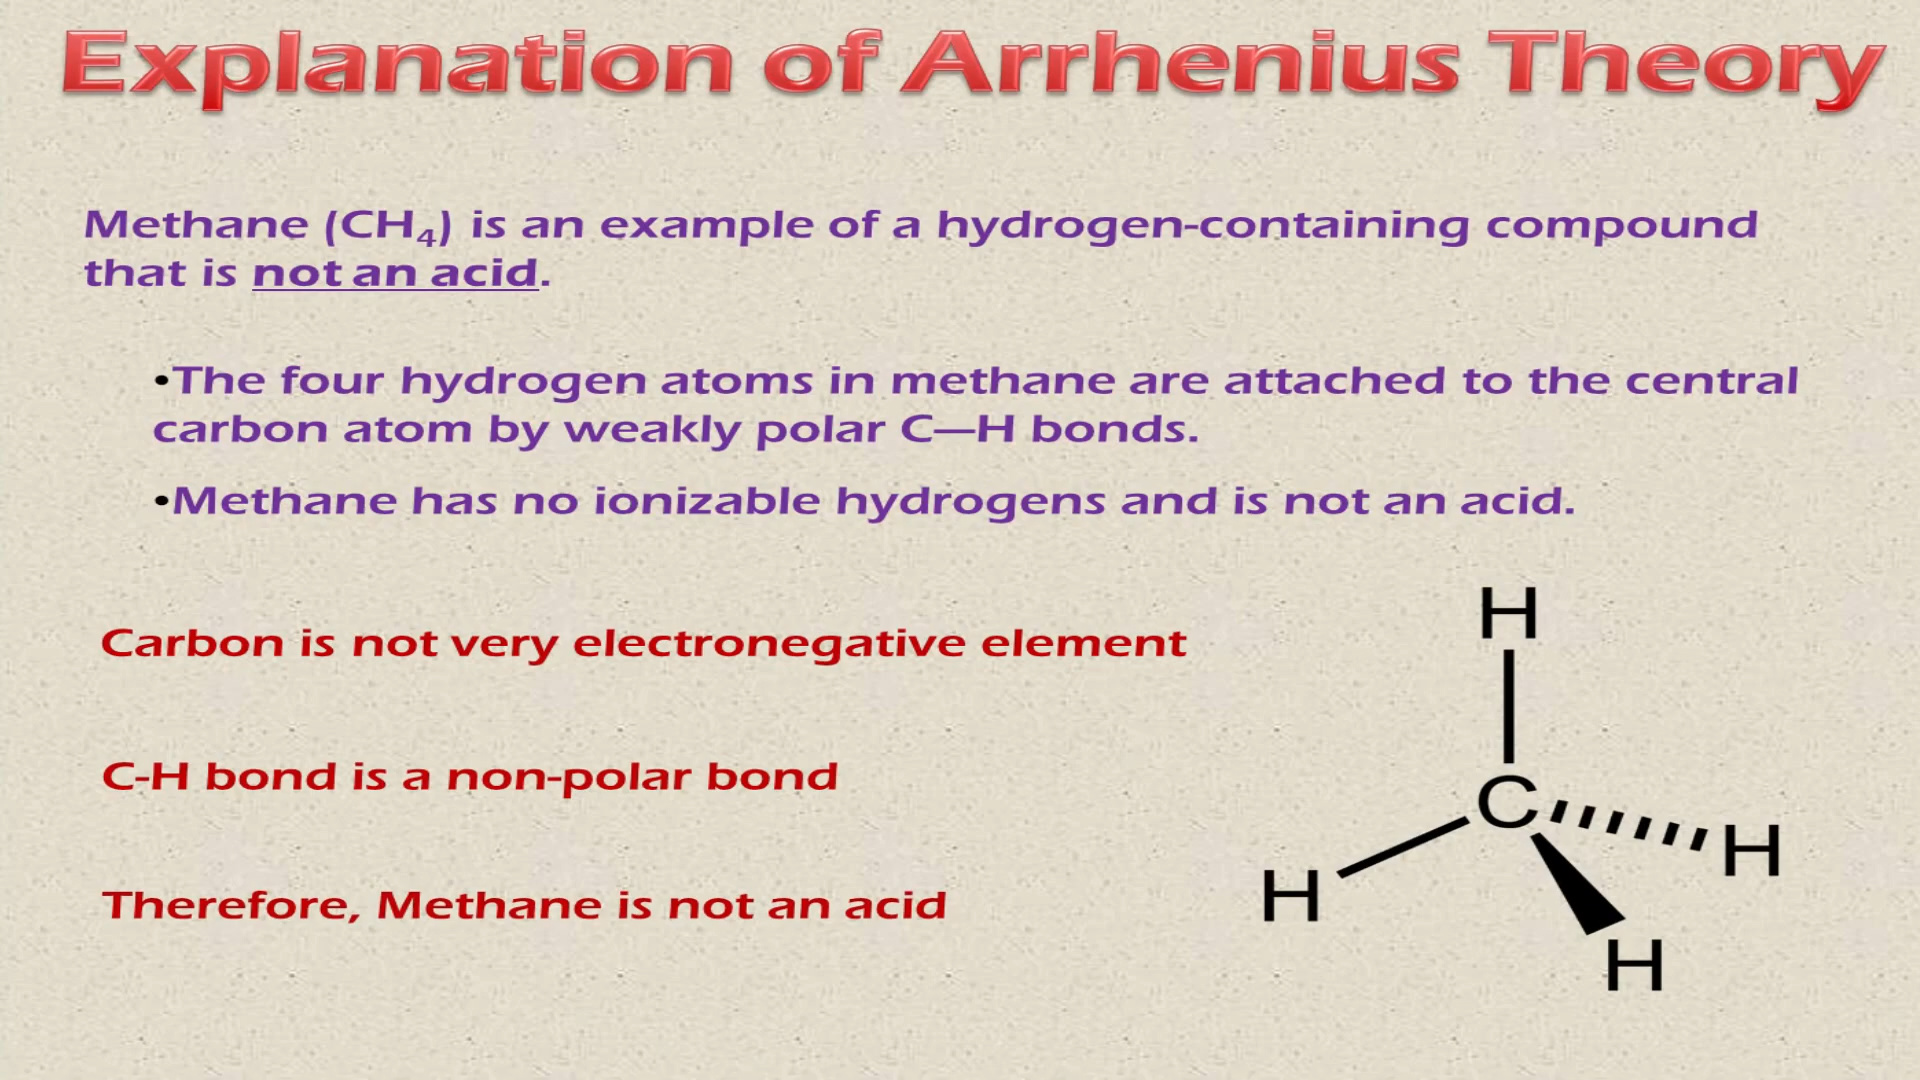 Explanation of Arrhenius Theory
Methane (CH₄) is an example of a hydrogen-containing compound
that is not an acid.
•The four hydrogen atoms in methane are attached to the central
carbon atom by weakly polar C—H bonds.
•Methane has no ionizable hydrogens and is not an acid.
Carbon is not very electronegative element
C-H bond is a non-polar bond
Therefore, Methane is not an acid
H
C
H
H
H